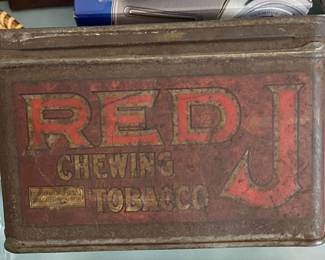 RED J
CHEWING
TOBACCO